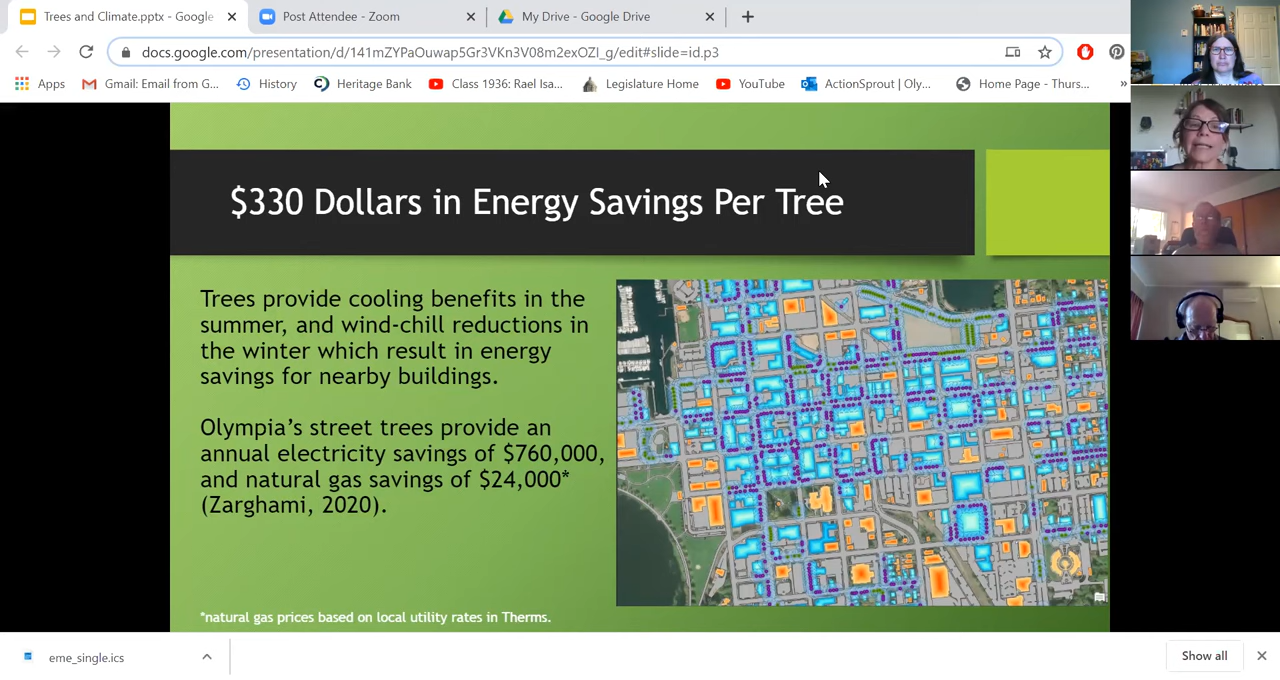 Trees and Climate.pptx - Google
Post Attendee - Zoom
My Drive - Google Drive
docs.google.com/presentation/d/141mZYPaOuwap5Gr3VKn3V08m2exOZI_g/edit#slide=id.p3
Apps
Gmail: Email from G...
History
Heritage Bank
Class 1936: Rael Isa...
Legislature Home
YouTube
ActionSprout | Oly...
Home Page - Thurs...
»
$330 Dollars in Energy Savings Per Tree
Trees provide cooling benefits in the
summer, and wind-chill reductions in
the winter which result in energy
savings for nearby buildings.
Olympia’s street trees provide an
annual electricity savings of $760,000,
and natural gas savings of $24,000*
(Zarghami, 2020).
*natural gas prices based on local utility rates in Therms.
eme_single.ics
Show all